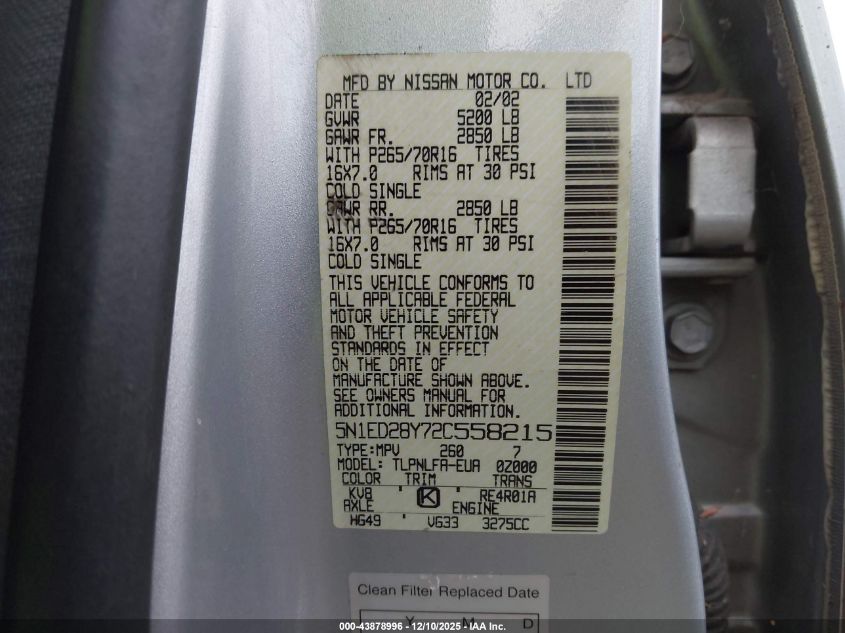 MFD BY NISSAN MOTOR CO. LTD
DATE 02/02
GVWR 5200 LB
GAWR FR. 2850 LB
WITH P265/70R16 TIRES
16X7.0 RIMS AT 30 PSI
COLD SINGLE
GAWR RR. 2850 LB
WITH P265/70R16 TIRES
16X7.0 RIMS AT 30 PSI
COLD SINGLE
THIS VEHICLE CONFORMS TO
ALL APPLICABLE FEDERAL
MOTOR VEHICLE SAFETY
AND THEFT PREVENTION
STANDARDS IN EFFECT
ON THE DATE OF
MANUFACTURE SHOWN ABOVE.
SEE OWNERS MANUAL FOR
ADDITIONAL INFORMATION.
5N1ED28Y72C558215
TYPE:MPV 260 7
MODEL: TLPNLFA-EUA 0Z000
COLOR TRIM TRANS
KV8 K RE4R01A
AXLE ENGINE
HG49 VG33 3275CC
Clean Filter Replaced Date
Y M D
000-43878996 - 12/10/2025 - IAA Inc.